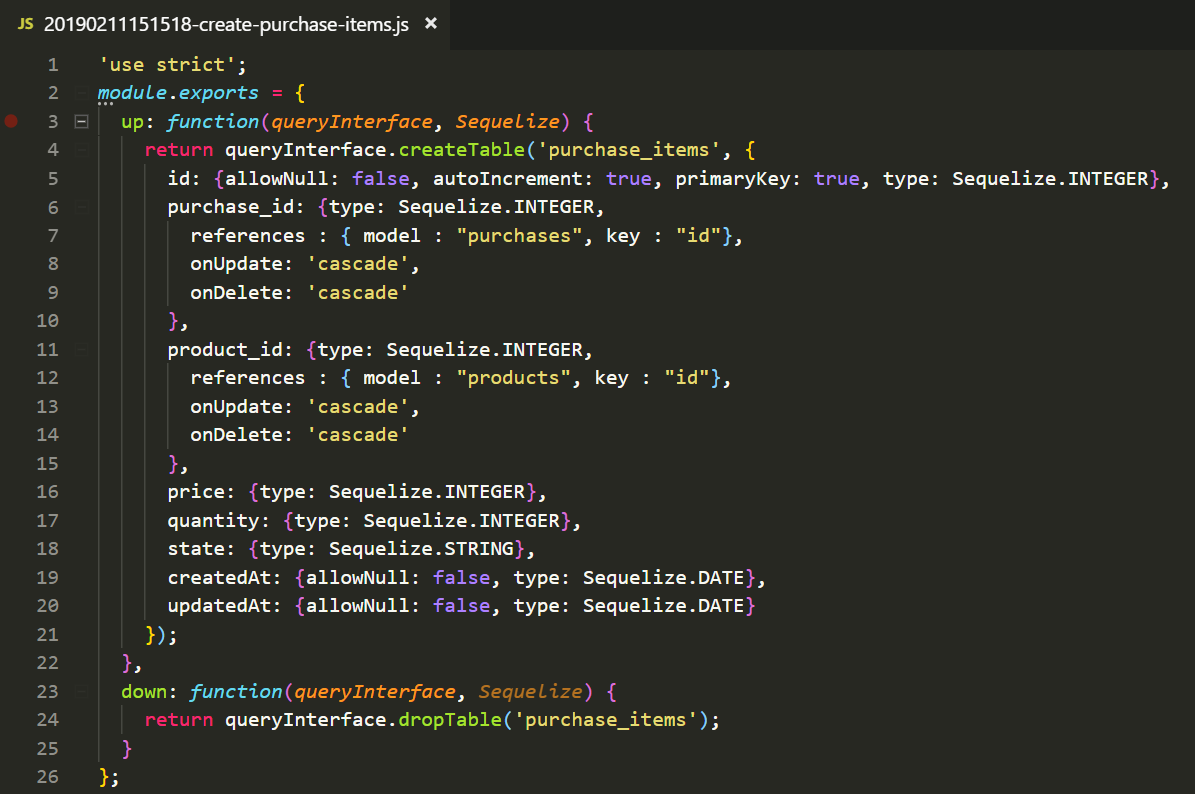 JS 20190211151518-create-purchase-items.js ×
1 'use strict';
2 module.exports = {
3 up: function(queryInterface, Sequelize) {
4 return queryInterface.createTable('purchase_items', {
5 id: {allowNull: false, autoIncrement: true, primaryKey: true, type: Sequelize.INTEGER},
6 purchase_id: {type: Sequelize.INTEGER,
7 references : { model : "purchases", key : "id"},
8 onUpdate: 'cascade',
9 onDelete: 'cascade'
10 },
11 product_id: {type: Sequelize.INTEGER,
12 references : { model : "products", key : "id"},
13 onUpdate: 'cascade',
14 onDelete: 'cascade'
15 },
16 price: {type: Sequelize.INTEGER},
17 quantity: {type: Sequelize.INTEGER},
18 state: {type: Sequelize.STRING},
19 createdAt: {allowNull: false, type: Sequelize.DATE},
20 updatedAt: {allowNull: false, type: Sequelize.DATE}
21 });
22 },
23 down: function(queryInterface, Sequelize) {
24 return queryInterface.dropTable('purchase_items');
25 }
26 };